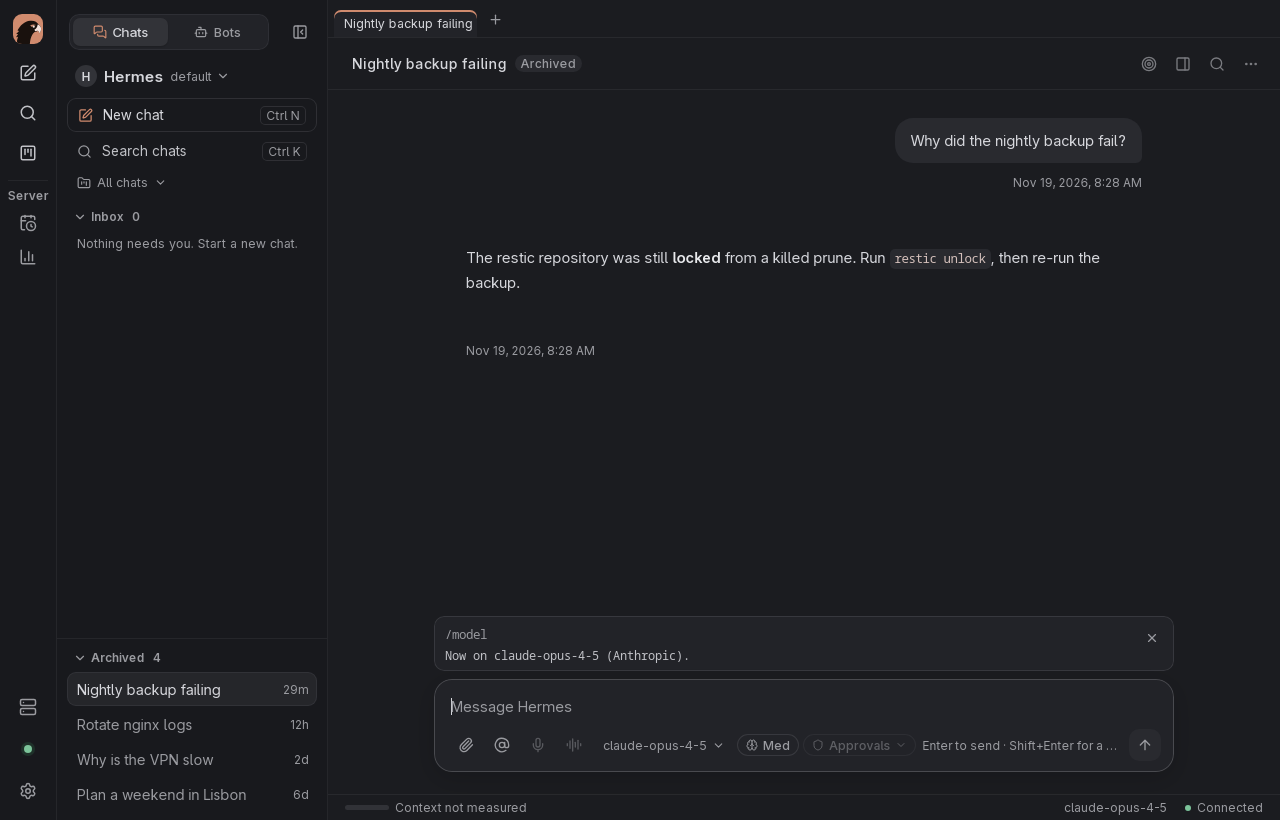 Chats
Bots
H Hermes default
New chat Ctrl N
Search chats Ctrl K
All chats
Server
Inbox 0
Nothing needs you. Start a new chat.
Archived 4
Nightly backup failing 29m
Rotate nginx logs 12h
Why is the VPN slow 2d
Plan a weekend in Lisbon 6d
Nightly backup failing
Nightly backup failing Archived
Why did the nightly backup fail?
Nov 19, 2026, 8:28 AM
The restic repository was still locked from a killed prune. Run restic unlock, then re-run the
backup.
Nov 19, 2026, 8:28 AM
/model
Now on claude-opus-4-5 (Anthropic).
Message Hermes
claude-opus-4-5 Med Approvals Enter to send · Shift+Enter for a ...
Context not measured
claude-opus-4-5 Connected